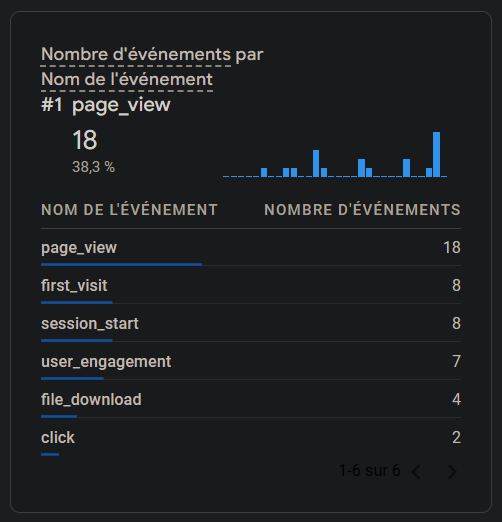 Nombre d'événements par
Nom de l'événement
#1 page_view
18
38,3 %
NOM DE L'ÉVÉNEMENT NOMBRE D'ÉVÉNEMENTS
page_view 18
first_visit 8
session_start 8
user_engagement 7
file_download 4
click 2
1-6 sur 6